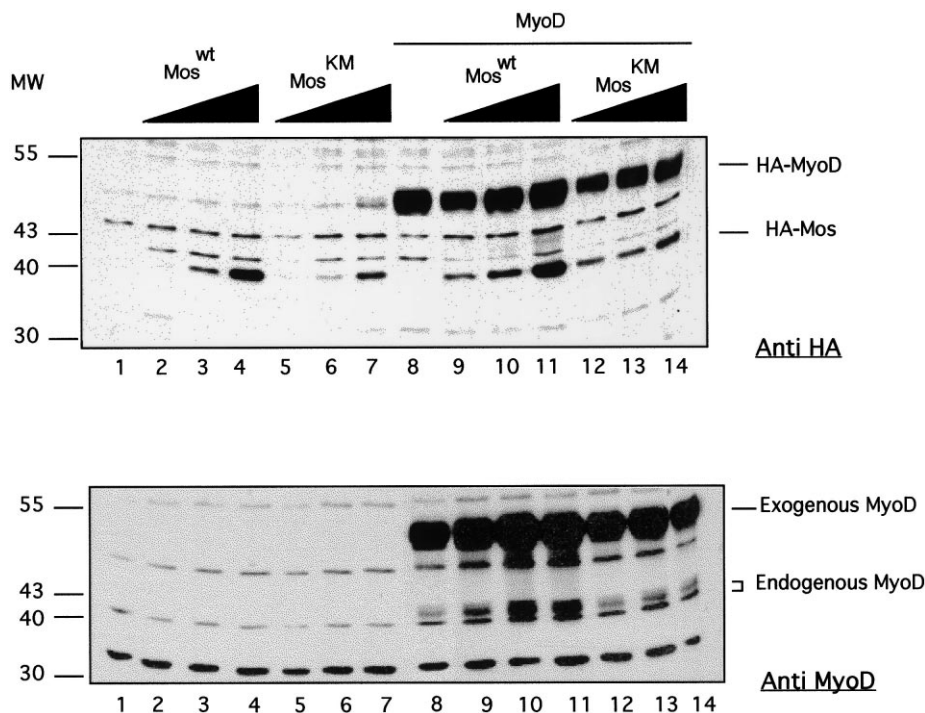 MyoD
Mos wt
Mos KM
Mos wt
Mos KM
MW
55
43
40
30
HA-MyoD
HA-Mos
Anti HA
1 2 3 4 5 6 7 8 9 10 11 12 13 14
55
43
40
30
Exogenous MyoD
Endogenous MyoD
Anti MyoD
1 2 3 4 5 6 7 8 9 10 11 12 13 14